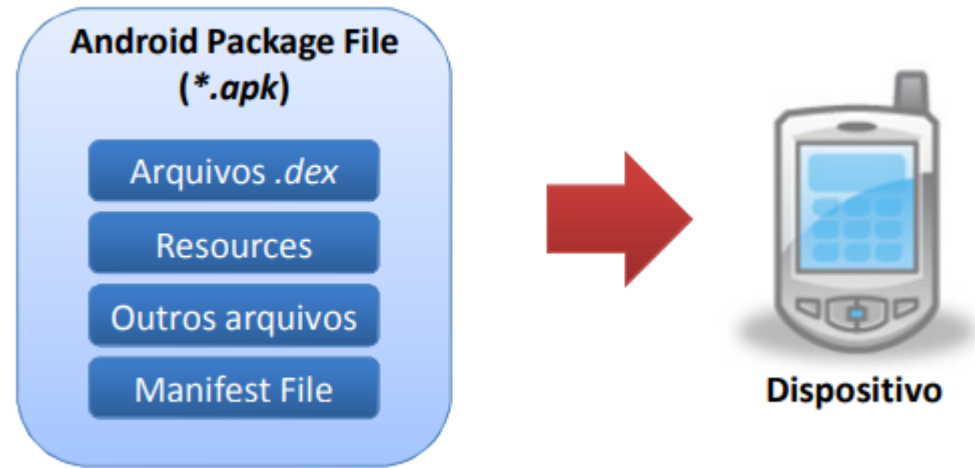 Android Package File
(*.apk)
Arquivos .dex
Resources
Outros arquivos
Manifest File
Dispositivo